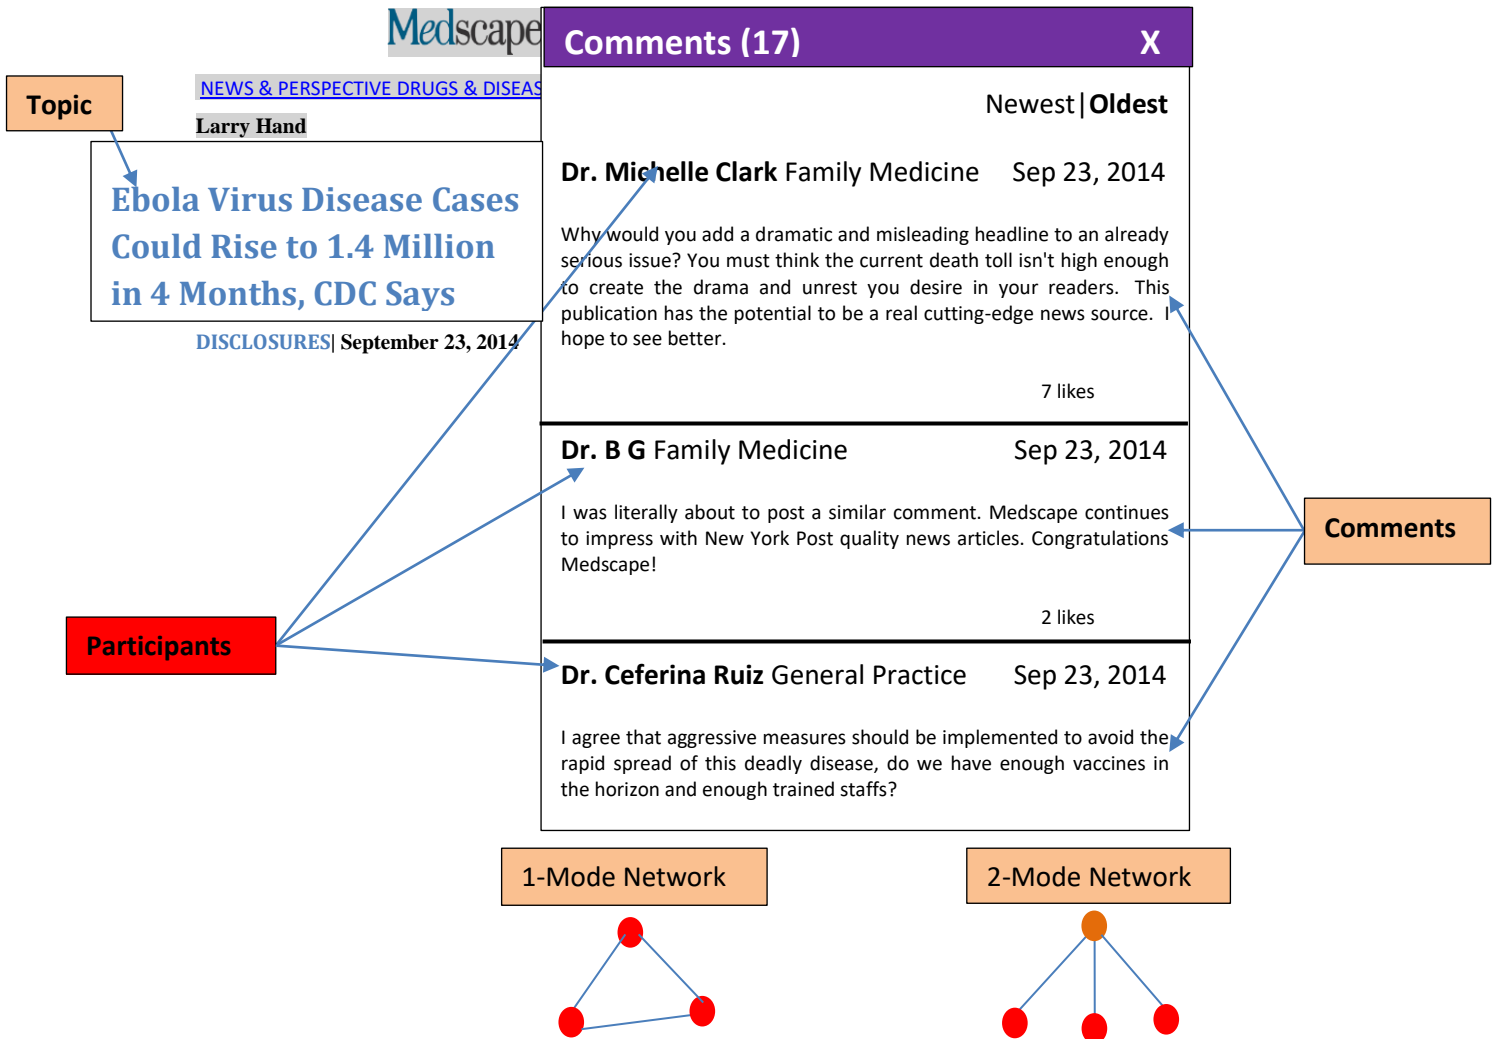 Medscape
NEWS & PERSPECTIVE DRUGS & DISEAS
Larry Hand
Topic
Ebola Virus Disease Cases
Could Rise to 1.4 Million
in 4 Months, CDC Says
DISCLOSURES| September 23, 2014
Comments (17) X
Newest|Oldest
Dr. Michelle Clark Family Medicine Sep 23, 2014
Why would you add a dramatic and misleading headline to an already
serious issue? You must think the current death toll isn't high enough
to create the drama and unrest you desire in your readers. This
publication has the potential to be a real cutting-edge news source. I
hope to see better.
7 likes
Dr. B G Family Medicine Sep 23, 2014
I was literally about to post a similar comment. Medscape continues
to impress with New York Post quality news articles. Congratulations
Medscape!
2 likes
Dr. Ceferina Ruiz General Practice Sep 23, 2014
I agree that aggressive measures should be implemented to avoid the
rapid spread of this deadly disease, do we have enough vaccines in
the horizon and enough trained staffs?
Participants
Comments
1-Mode Network
2-Mode Network